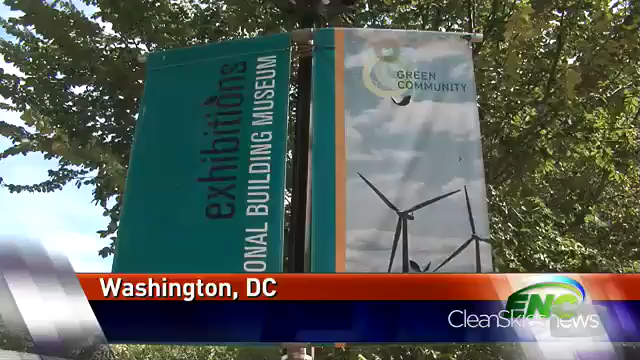 exhibitions
ONAL BUILDING MUSEUM
GREEN
COMMUNITY
Washington, DC
ENC
CleanSkies news